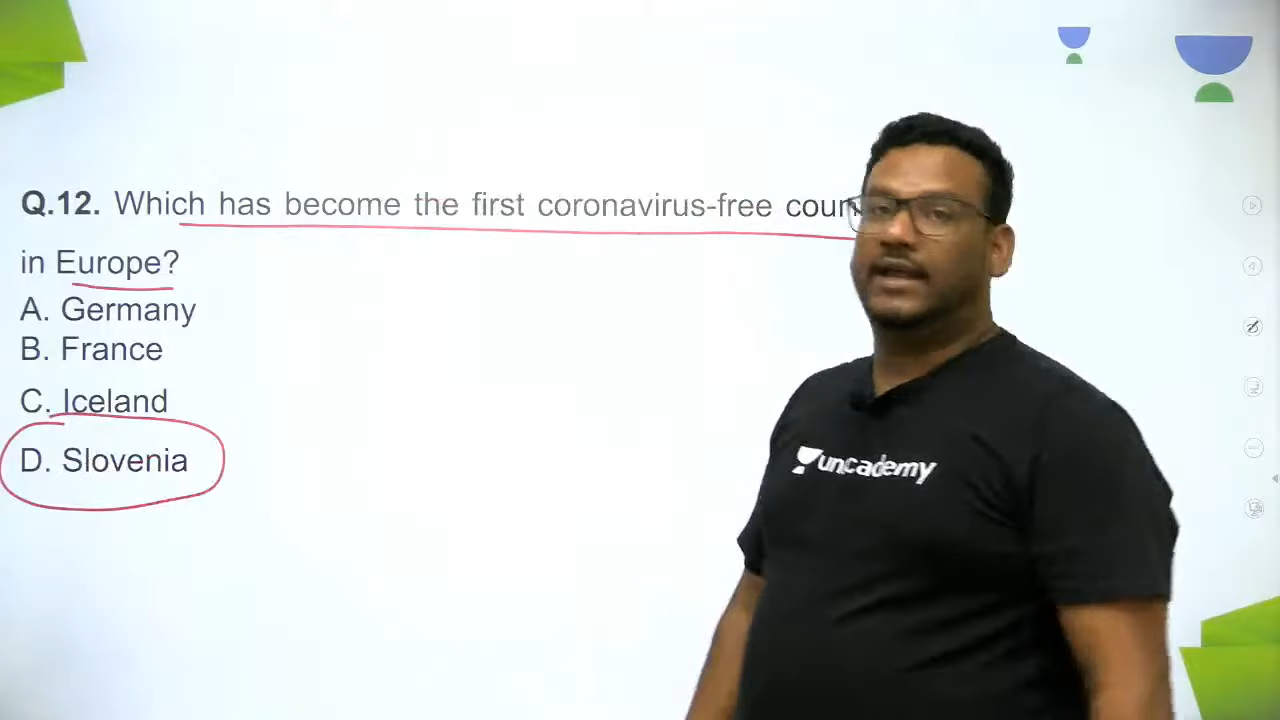 Q.12. Which has become the first coronavirus-free coun
in Europe?
A. Germany
B. France
C. Iceland
D. Slovenia
unacademy